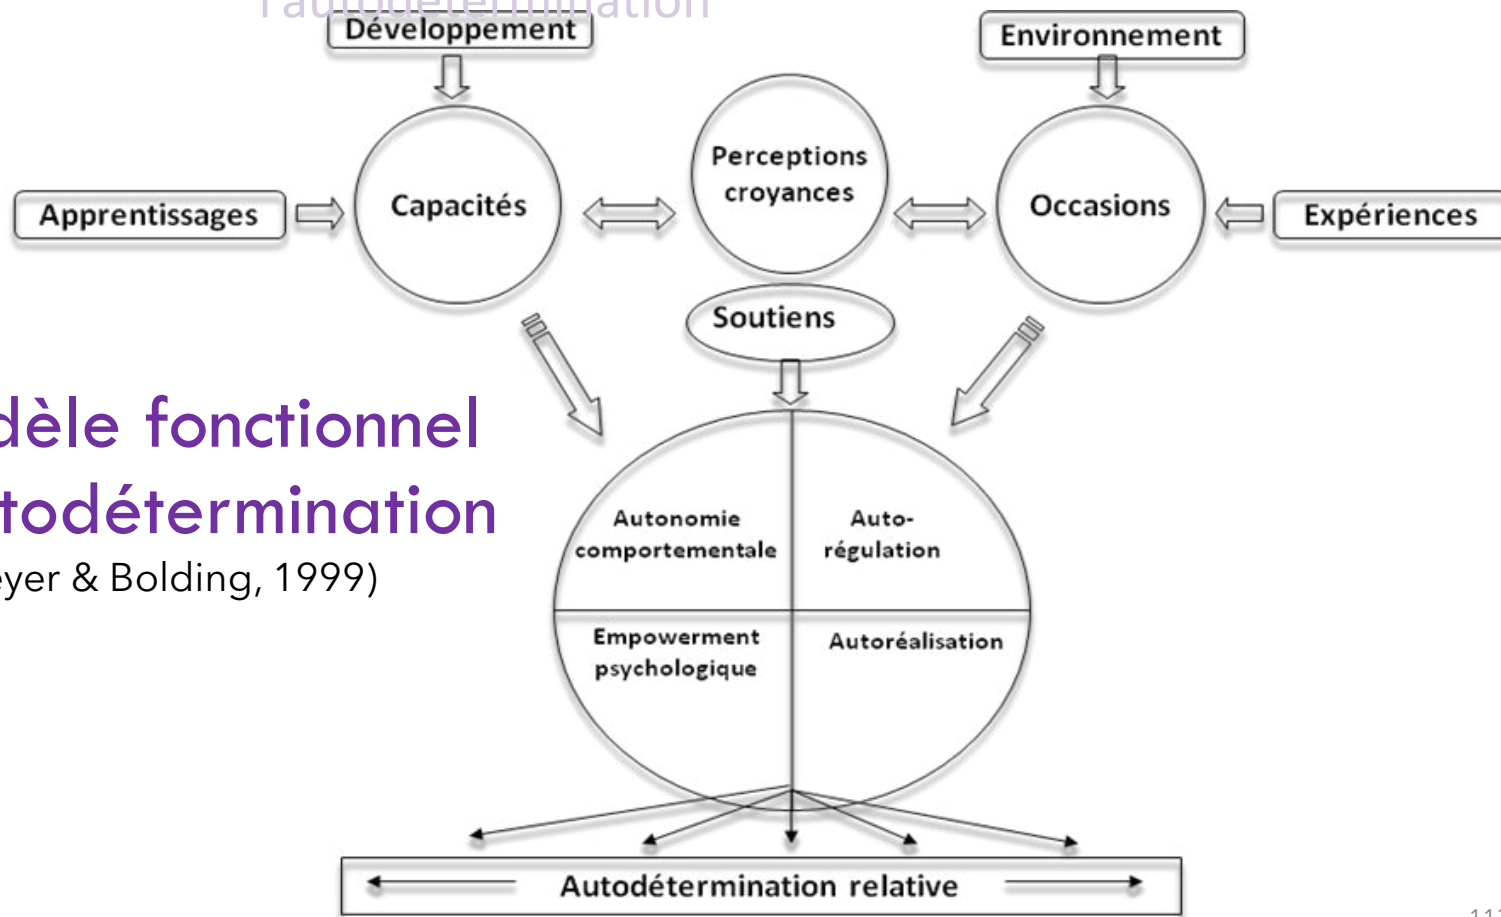 l'autodétermination
Développement
Environnement
Perceptions
croyances
Capacités
Occasions
Apprentissages
Expériences
Soutiens
dèle fonctionnel
todétermination
eyer & Bolding, 1999)
Autonomie
comportementale
Auto-
régulation
Empowerment
psychologique
Autoréalisation
Autodétermination relative